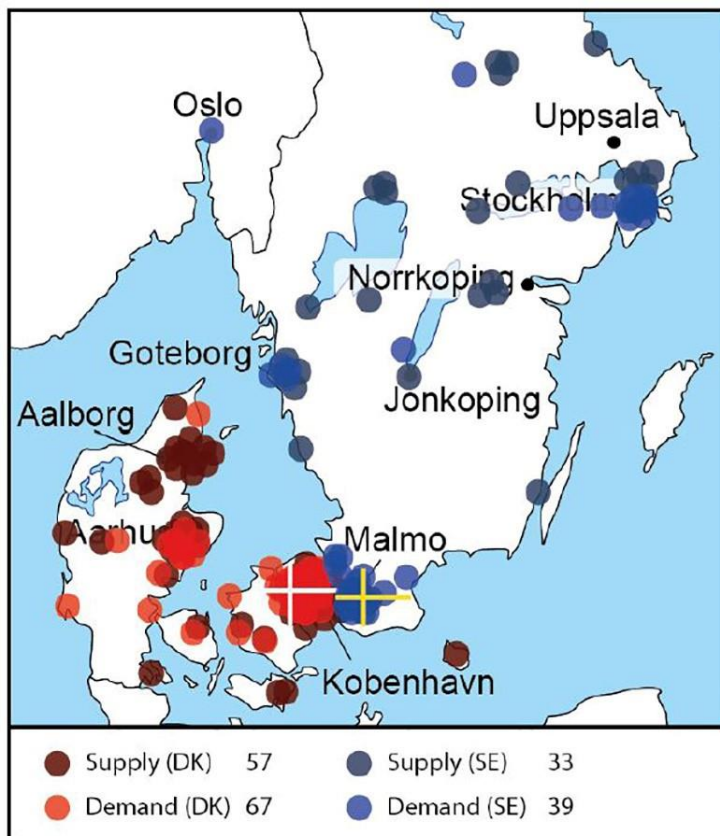 Oslo
Uppsala
Stockholm
Norrkoping
Goteborg
Jonkoping
Aalborg
Aarhus
Malmo
Kobenhavn
Supply (DK) 57 Supply (SE) 33
Demand (DK) 67 Demand (SE) 39